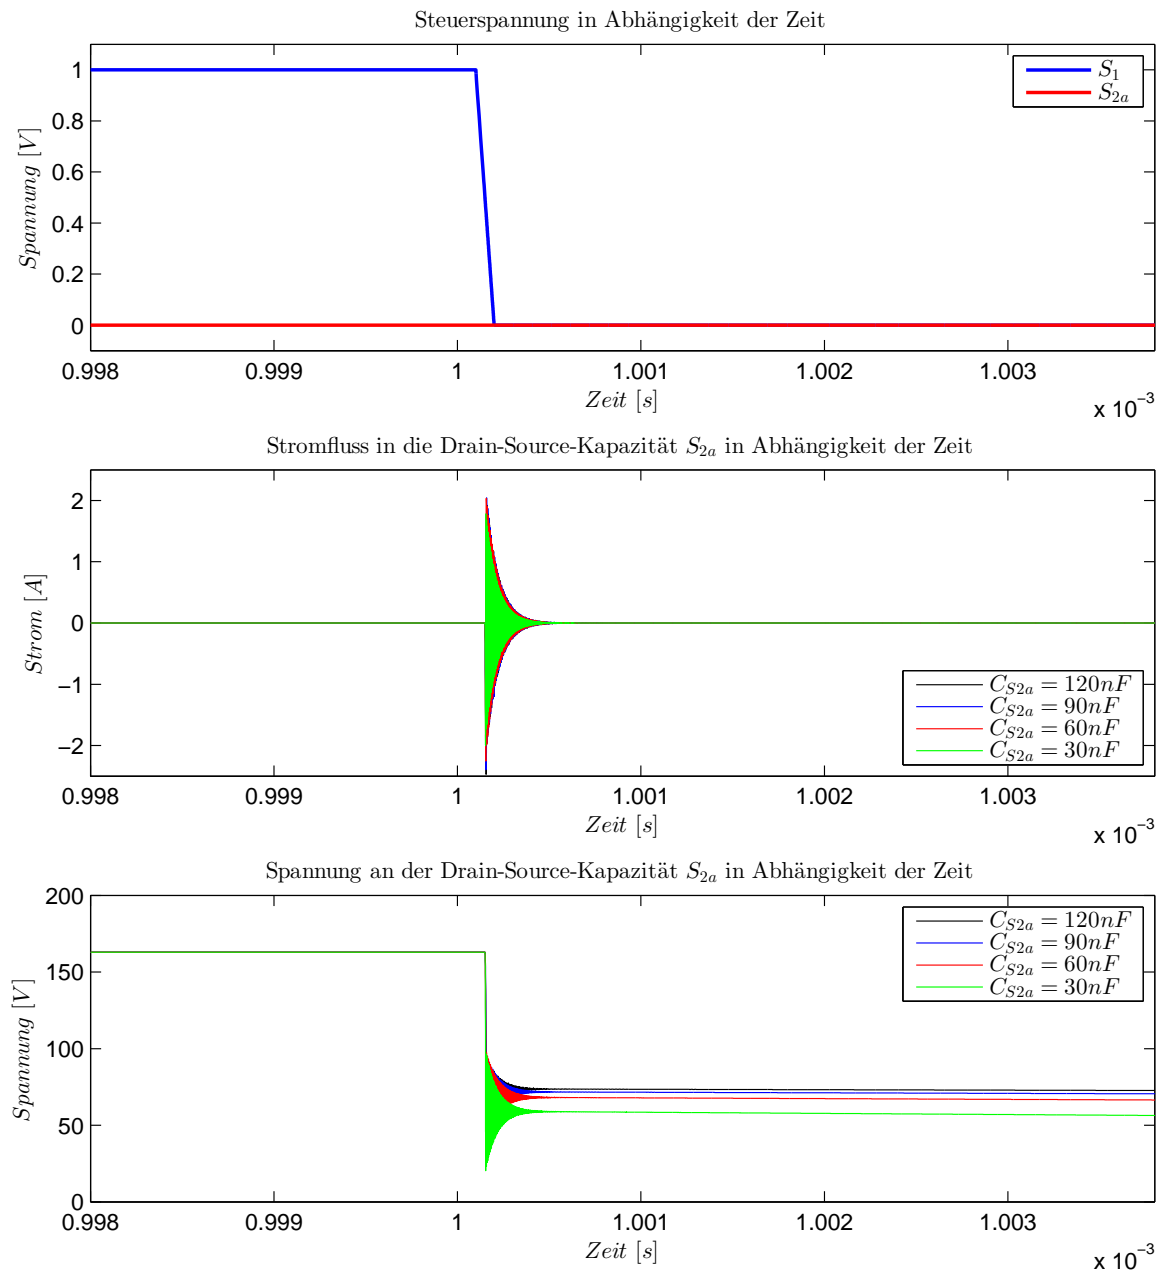 Steuerspannung in Abhängigkeit der Zeit
1
0.8
0.6
0.4
0.2
0
Spannung [V]
S1
S2a
0.998 0.999 1 1.001 1.002 1.003
Zeit [s]
x 10−3
Stromfluss in die Drain-Source-Kapazität S2a in Abhängigkeit der Zeit
2
1
0
−1
−2
Strom [A]
CS2a = 120nF
CS2a = 90nF
CS2a = 60nF
CS2a = 30nF
0.998 0.999 1 1.001 1.002 1.003
Zeit [s]
x 10−3
Spannung an der Drain-Source-Kapazität S2a in Abhängigkeit der Zeit
200
150
100
50
0
Spannung [V]
CS2a = 120nF
CS2a = 90nF
CS2a = 60nF
CS2a = 30nF
0.998 0.999 1 1.001 1.002 1.003
Zeit [s]
x 10−3